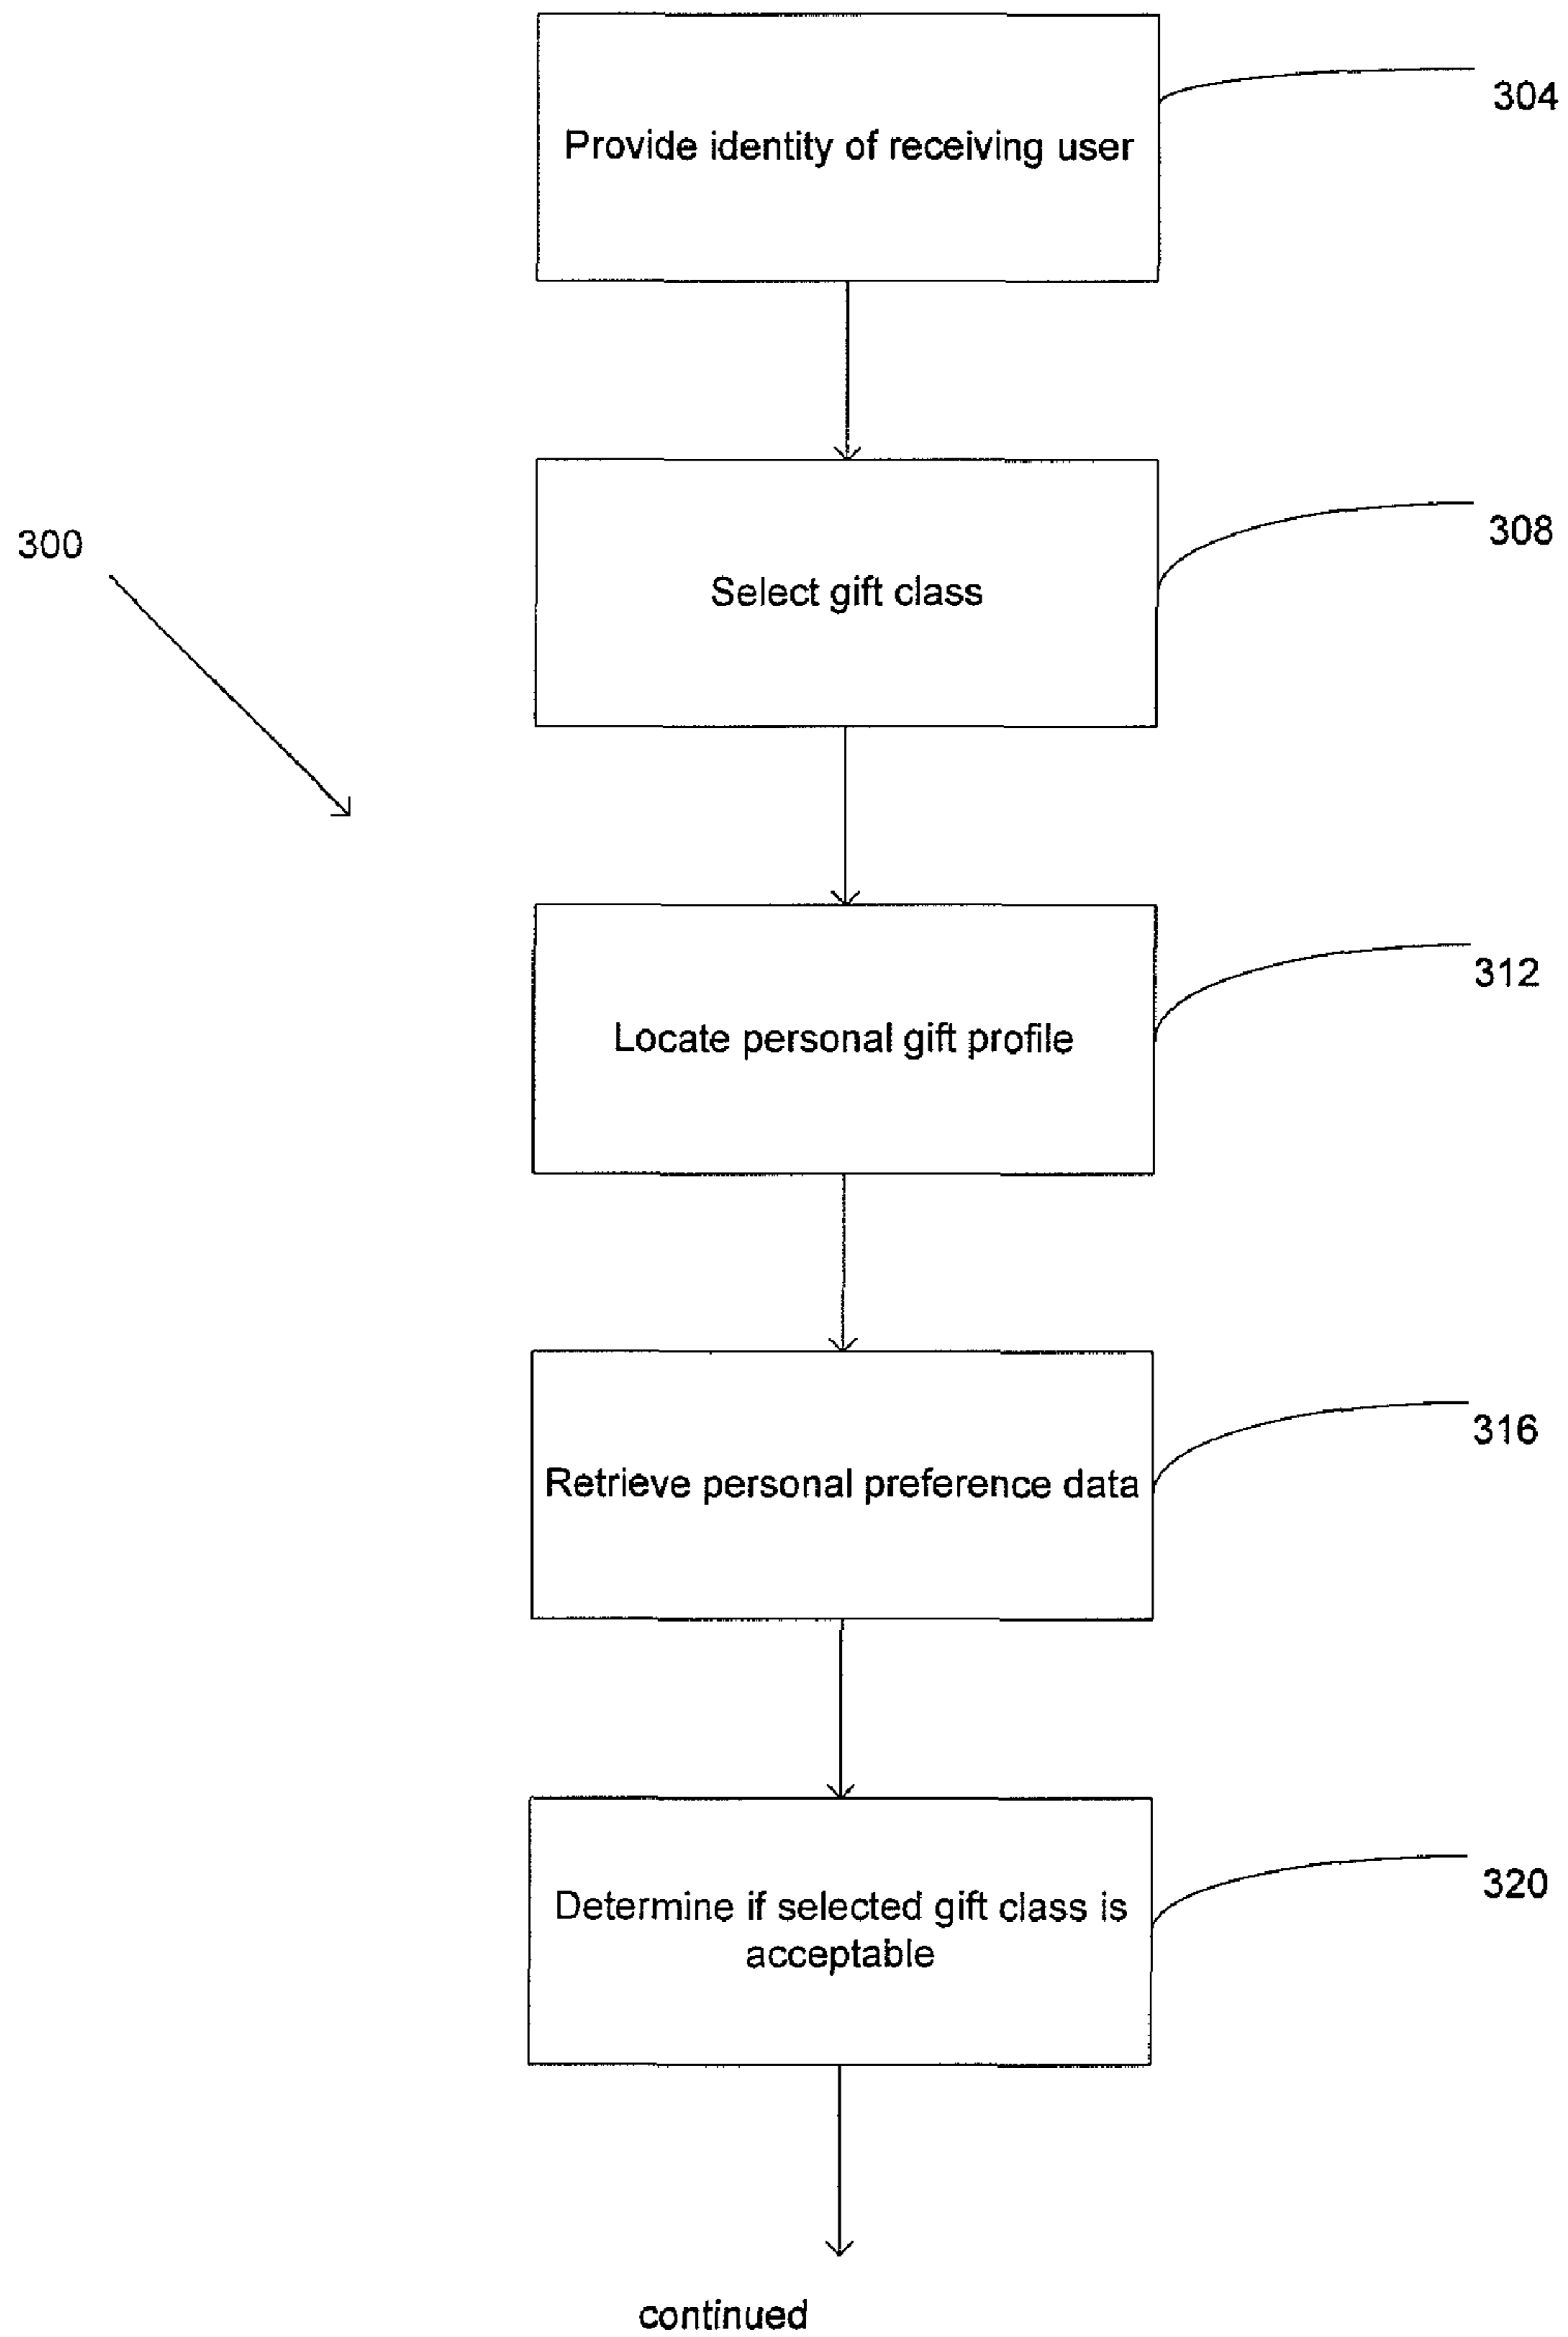 Provide identity of receiving user
304
300
Select gift class
308
Locate personal gift profile
312
Retrieve personal preference data
316
Determine if selected gift class is
acceptable
320
continued